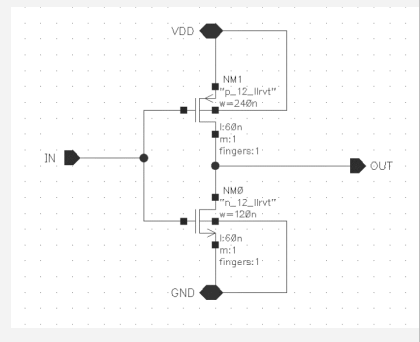 VDD
NM1
"p_12_llrvt"
w=240n
l:60n
m:1
fingers:1
IN
OUT
NM0
"n_12_llrvt"
w=120n
l:60n
m:1
fingers:1
GND